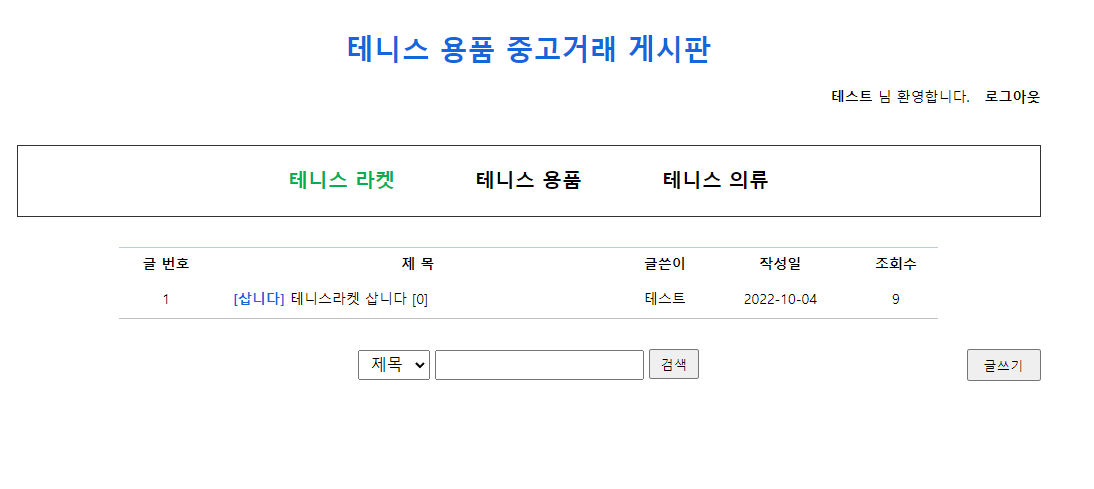 테니스 용품 중고거래 게시판
테스트 님 환영합니다. 로그아웃
테니스 라켓 테니스 용품 테니스 의류
글 번호 제 목 글쓴이 작성일 조회수
1 [삽니다] 테니스라켓 삽니다 [0] 테스트 2022-10-04 9
제목 검색 글쓰기